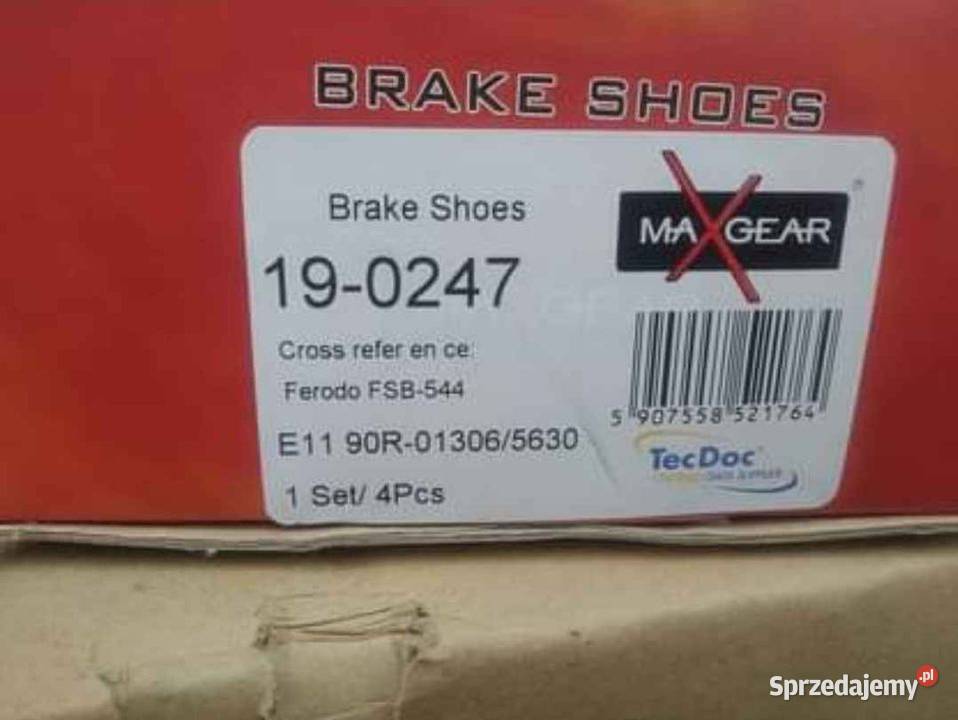 BRAKE SHOES
Brake Shoes
MAXGEAR
®
19-0247
Cross refer en ce:
Ferodo FSB-544
5 907558 521764
E11 90R-01306/5630
TecDoc
1 Set/ 4Pcs
Sprzedajemy.pl